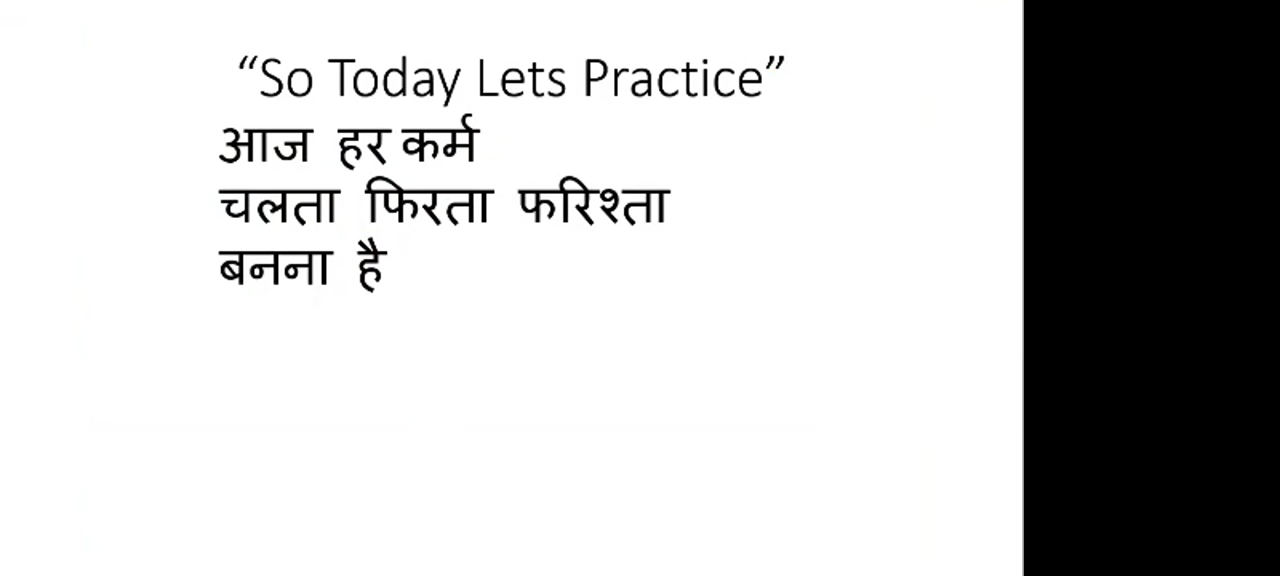 “So Today Lets Practice”
आज हर कर्म
चलता फिरता फरिश्ता
बनना है